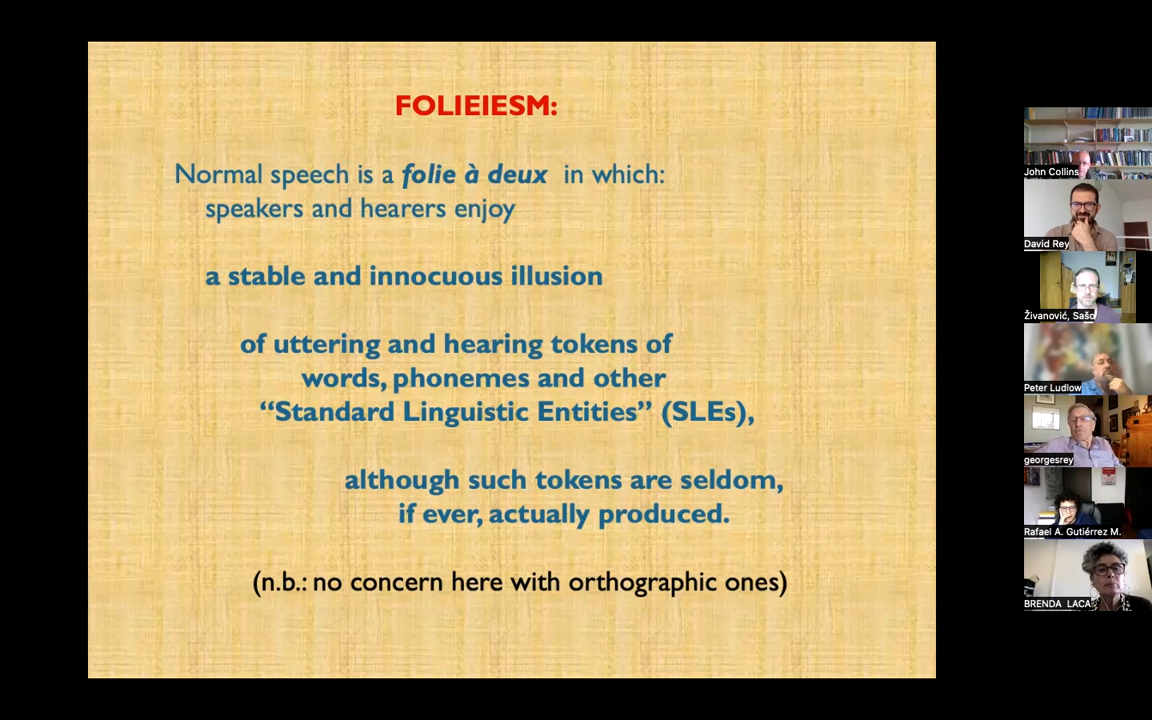 FOLIEIESM:
Normal speech is a folie à deux in which:
speakers and hearers enjoy
a stable and innocuous illusion
of uttering and hearing tokens of
words, phonemes and other
“Standard Linguistic Entities” (SLEs),
although such tokens are seldom,
if ever, actually produced.
(n.b.: no concern here with orthographic ones)
John Collins
David Rey
Živanović, Sašo
Peter Ludlow
georgesrey
Rafael A. Gutiérrez M.
BRENDA LACA